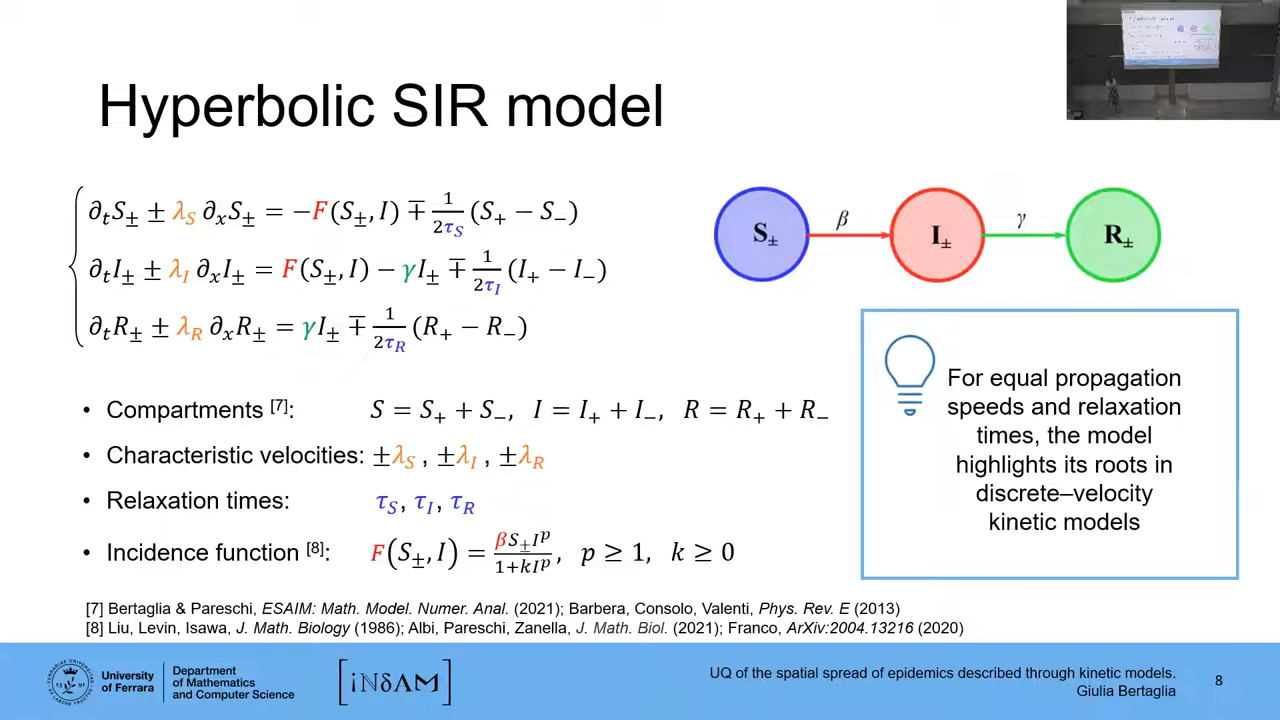 Hyperbolic SIR model
∂ₜS± ± λ_S ∂ₓS± = −F(S±, I) ∓ 1/(2τ_S) (S₊ − S₋)
∂ₜI± ± λ_I ∂ₓI± = F(S±, I) − γI± ∓ 1/(2τ_I) (I₊ − I₋)
∂ₜR± ± λ_R ∂ₓR± = γI± ∓ 1/(2τ_R) (R₊ − R₋)
S± β I± γ R±
• Compartments [7]: S = S₊ + S₋, I = I₊ + I₋, R = R₊ + R₋
• Characteristic velocities: ±λ_S , ±λ_I , ±λ_R
• Relaxation times: τ_S, τ_I, τ_R
• Incidence function [8]: F(S±, I) = βS±Iᵖ/(1+kIᵖ), p ≥ 1, k ≥ 0
For equal propagation
speeds and relaxation
times, the model
highlights its roots in
discrete–velocity
kinetic models
[7] Bertaglia & Pareschi, ESAIM: Math. Model. Numer. Anal. (2021); Barbera, Consolo, Valenti, Phys. Rev. E (2013)
[8] Liu, Levin, Isawa, J. Math. Biology (1986); Albi, Pareschi, Zanella, J. Math. Biol. (2021); Franco, ArXiv:2004.13216 (2020)
University
of Ferrara
Department
of Mathematics
and Computer Science
iNδAM
UQ of the spatial spread of epidemics described through kinetic models.
Giulia Bertaglia
8